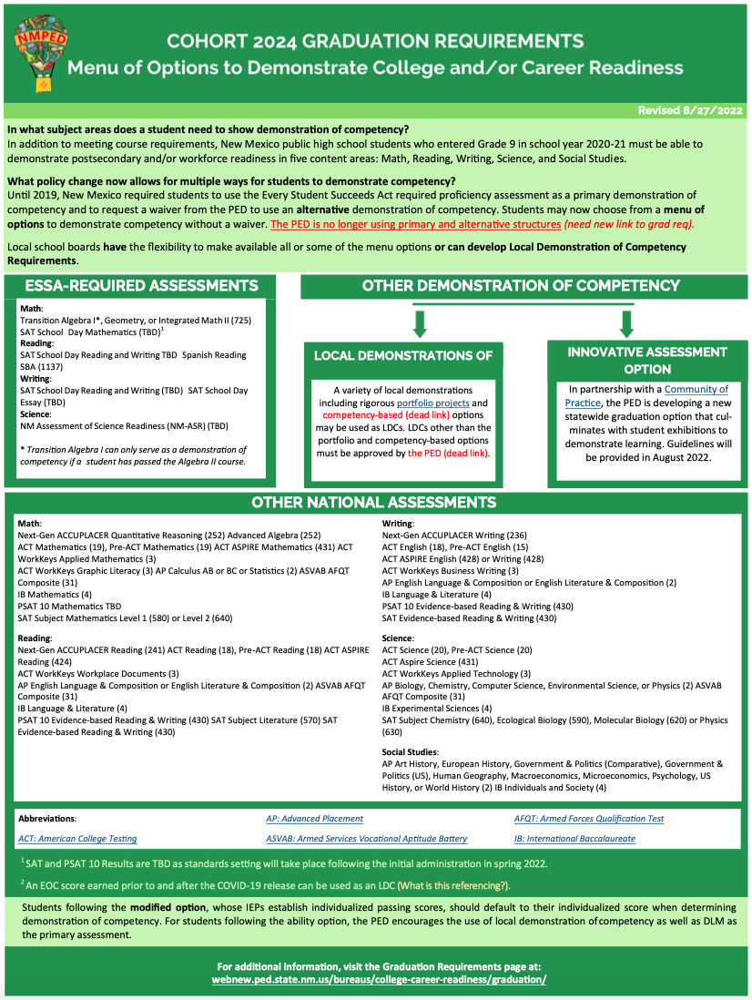 NMPED
COHORT 2024 GRADUATION REQUIREMENTS
Menu of Options to Demonstrate College and/or Career Readiness
Revised 8/27/2022
In what subject areas does a student need to show demonstration of competency?
In addition to meeting course requirements, New Mexico public high school students who entered Grade 9 in school year 2020-21 must be able to
demonstrate postsecondary and/or workforce readiness in five content areas: Math, Reading, Writing, Science, and Social Studies.
What policy change now allows for multiple ways for students to demonstrate competency?
Until 2019, New Mexico required students to use the Every Student Succeeds Act required proficiency assessment as a primary demonstration of
competency and to request a waiver from the PED to use an alternative demonstration of competency. Students may now choose from a menu of
options to demonstrate competency without a waiver. The PED is no longer using primary and alternative structures (need new link to grad req).
Local school boards have the flexibility to make available all or some of the menu options or can develop Local Demonstration of Competency
Requirements.
ESSA-REQUIRED ASSESSMENTS
Math:
Transition Algebra I*, Geometry, or Integrated Math II (725)
SAT School  Day Mathematics (TBD)1
Reading:
SAT School Day Reading and Writing TBD  Spanish Reading
SBA (1137)
Writing:
SAT School Day Reading and Writing (TBD)  SAT School Day
Essay (TBD)
Science:
NM Assessment of Science Readiness (NM-ASR) (TBD)
* Transition Algebra I can only serve as a demonstration of
competency if a  student has passed the Algebra II course.
OTHER DEMONSTRATION OF COMPETENCY
LOCAL DEMONSTRATIONS OF
A variety of local demonstrations
including rigorous portfolio projects and
competency-based (dead link) options
may be used as LDCs. LDCs other than the
portfolio and competency-based options
must be approved by the PED (dead link).
INNOVATIVE ASSESSMENT
OPTION
In partnership with a Community of
Practice, the PED is developing a new
statewide graduation option that cul-
minates with student exhibitions to
demonstrate learning. Guidelines will
be provided in August 2022.
OTHER NATIONAL ASSESSMENTS
Math:
Next-Gen ACCUPLACER Quantitative Reasoning (252) Advanced Algebra (252)
ACT Mathematics (19), Pre-ACT Mathematics (19) ACT ASPIRE Mathematics (431) ACT
WorkKeys Applied Mathematics (3)
ACT WorkKeys Graphic Literacy (3) AP Calculus AB or BC or Statistics (2) ASVAB AFQT
Composite (31)
IB Mathematics (4)
PSAT 10 Mathematics TBD
SAT Subject Mathematics Level 1 (580) or Level 2 (640)
Reading:
Next-Gen ACCUPLACER Reading (241) ACT Reading (18), Pre-ACT Reading (18) ACT ASPIRE
Reading (424)
ACT WorkKeys Workplace Documents (3)
AP English Language & Composition or English Literature & Composition (2) ASVAB AFQT
Composite (31)
IB Language & Literature (4)
PSAT 10 Evidence-based Reading & Writing (430) SAT Subject Literature (570) SAT
Evidence-based Reading & Writing (430)
Writing:
Next-Gen ACCUPLACER Writing (236)
ACT English (18), Pre-ACT English (15)
ACT ASPIRE English (428) or Writing (428)
ACT WorkKeys Business Writing (3)
AP English Language & Composition or English Literature & Composition (2)
IB Language & Literature (4)
PSAT 10 Evidence-based Reading & Writing (430)
SAT Evidence-based Reading & Writing (430)
Science:
ACT Science (20), Pre-ACT Science (20)
ACT Aspire Science (431)
ACT WorkKeys Applied Technology (3)
AP Biology, Chemistry, Computer Science, Environmental Science, or Physics (2) ASVAB
AFQT Composite (31)
IB Experimental Sciences (4)
SAT Subject Chemistry (640), Ecological Biology (590), Molecular Biology (620) or Physics
(630)
Social Studies:
AP Art History, European History, Government & Politics (Comparative), Government &
Politics (US), Human Geography, Macroeconomics, Microeconomics, Psychology, US
History, or World History (2) IB Individuals and Society (4)
Abbreviations:
AP: Advanced Placement
AFQT: Armed Forces Qualification Test
ACT: American College Testing
ASVAB: Armed Services Vocational Aptitude Battery
IB: International Baccalaureate
1 SAT and PSAT 10 Results are TBD as standards setting will take place following the initial administration in spring 2022.
2 An EOC score earned prior to and after the COVID-19 release can be used as an LDC (What is this referencing?).
Students following the modified option, whose IEPs establish individualized passing scores, should default to their individualized score when determining
demonstration of competency. For students following the ability option, the PED encourages the use of local demonstration of competency as well as DLM as
the primary assessment.
For additional information, visit the Graduation Requirements page at:
webnew.ped.state.nm.us/bureaus/college-career-readiness/graduation/